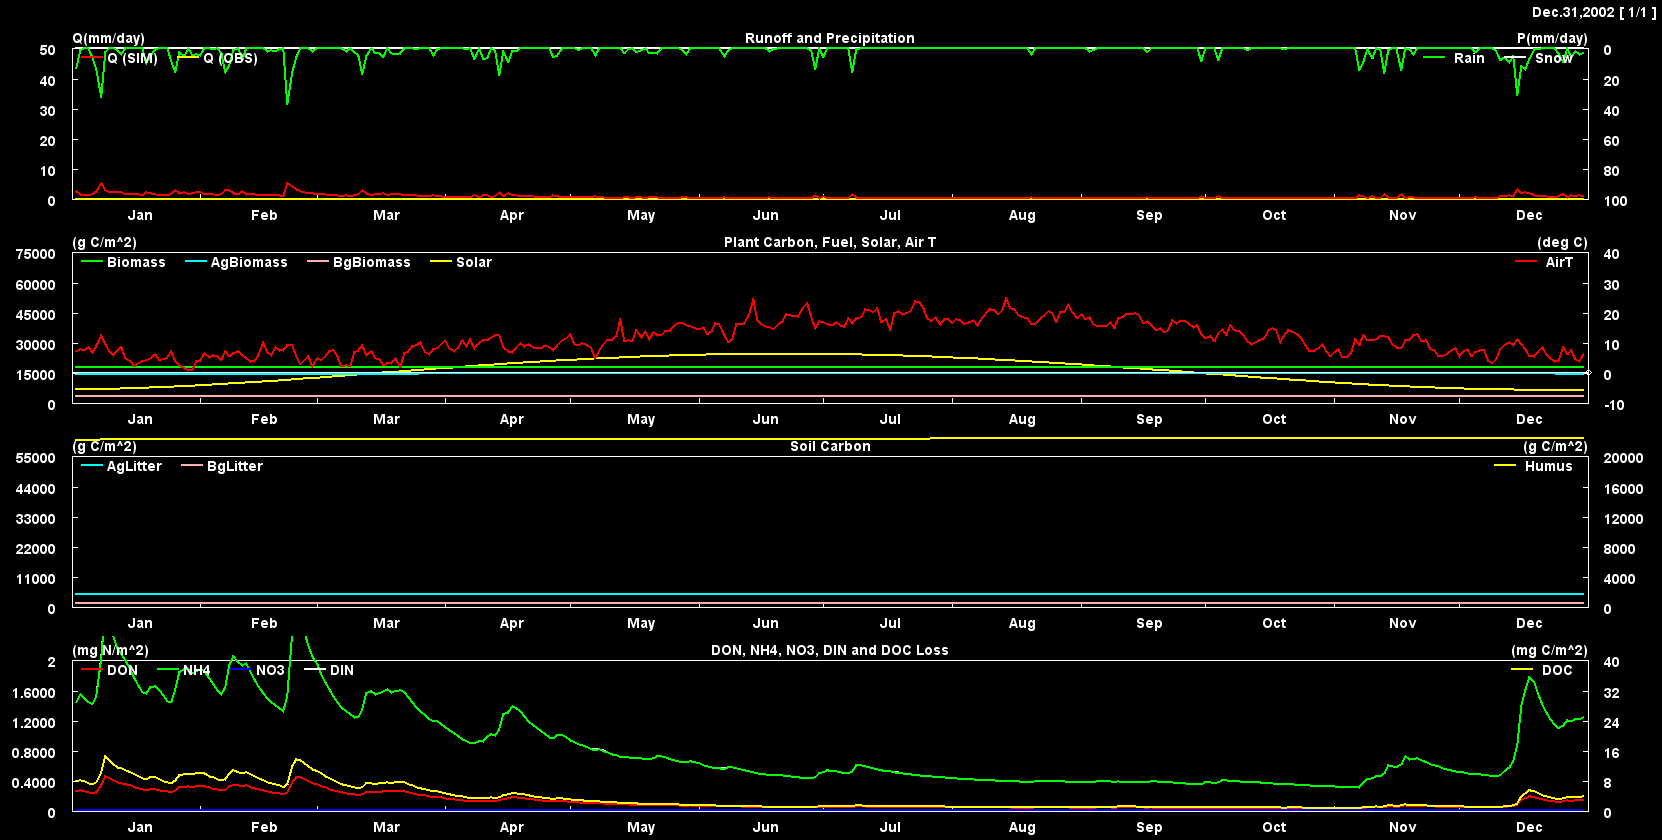 Dec.31,2002 [ 1/1 ]
Q(mm/day) Runoff and Precipitation P(mm/day)
50 Q (SIM) Q (OBS) Rain Snow 0
40 20
30 40
20 60
10 80
0 100
Jan Feb Mar Apr May Jun Jul Aug Sep Oct Nov Dec
(g C/m^2) Plant Carbon, Fuel, Solar, Air T (deg C)
75000 40
Biomass AgBiomass BgBiomass Solar AirT
60000 30
45000 20
30000 10
15000 0
0 -10
Jan Feb Mar Apr May Jun Jul Aug Sep Oct Nov Dec
(g C/m^2) Soil Carbon (g C/m^2)
55000 20000
AgLitter BgLitter Humus
44000 16000
33000 12000
22000 8000
11000 4000
0 0
Jan Feb Mar Apr May Jun Jul Aug Sep Oct Nov Dec
(mg N/m^2) DON, NH4, NO3, DIN and DOC Loss (mg C/m^2)
2 40
DON NH4 NO3 DIN DOC
1.6000 32
1.2000 24
0.8000 16
0.4000 8
0 0
Jan Feb Mar Apr May Jun Jul Aug Sep Oct Nov Dec